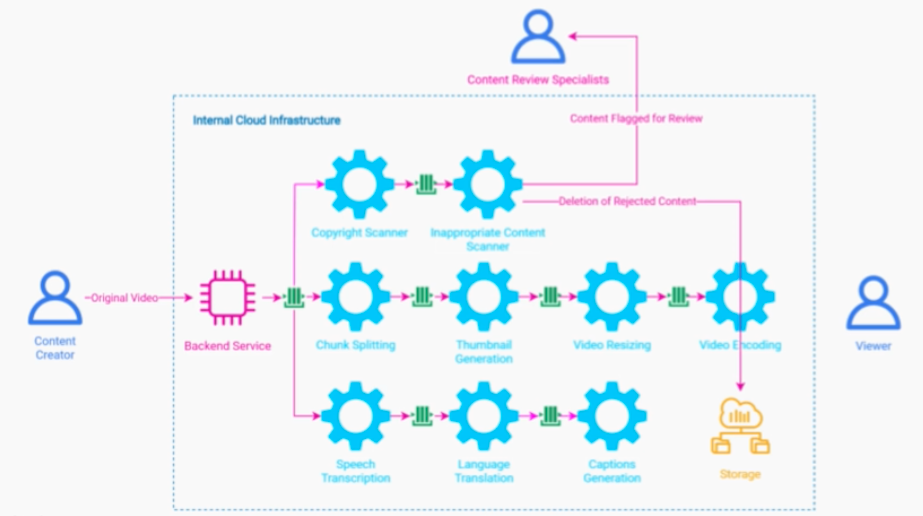 Content Review Specialists
Internal Cloud Infrastructure
Content Flagged for Review
Deletion of Rejected Content
Copyright Scanner
Inappropriate Content
Scanner
Original Video
Content
Creator
Backend Service
Chunk Splitting
Thumbnail
Generation
Video Resizing
Video Encoding
Viewer
Speech
Transcription
Language
Translation
Captions
Generation
Storage